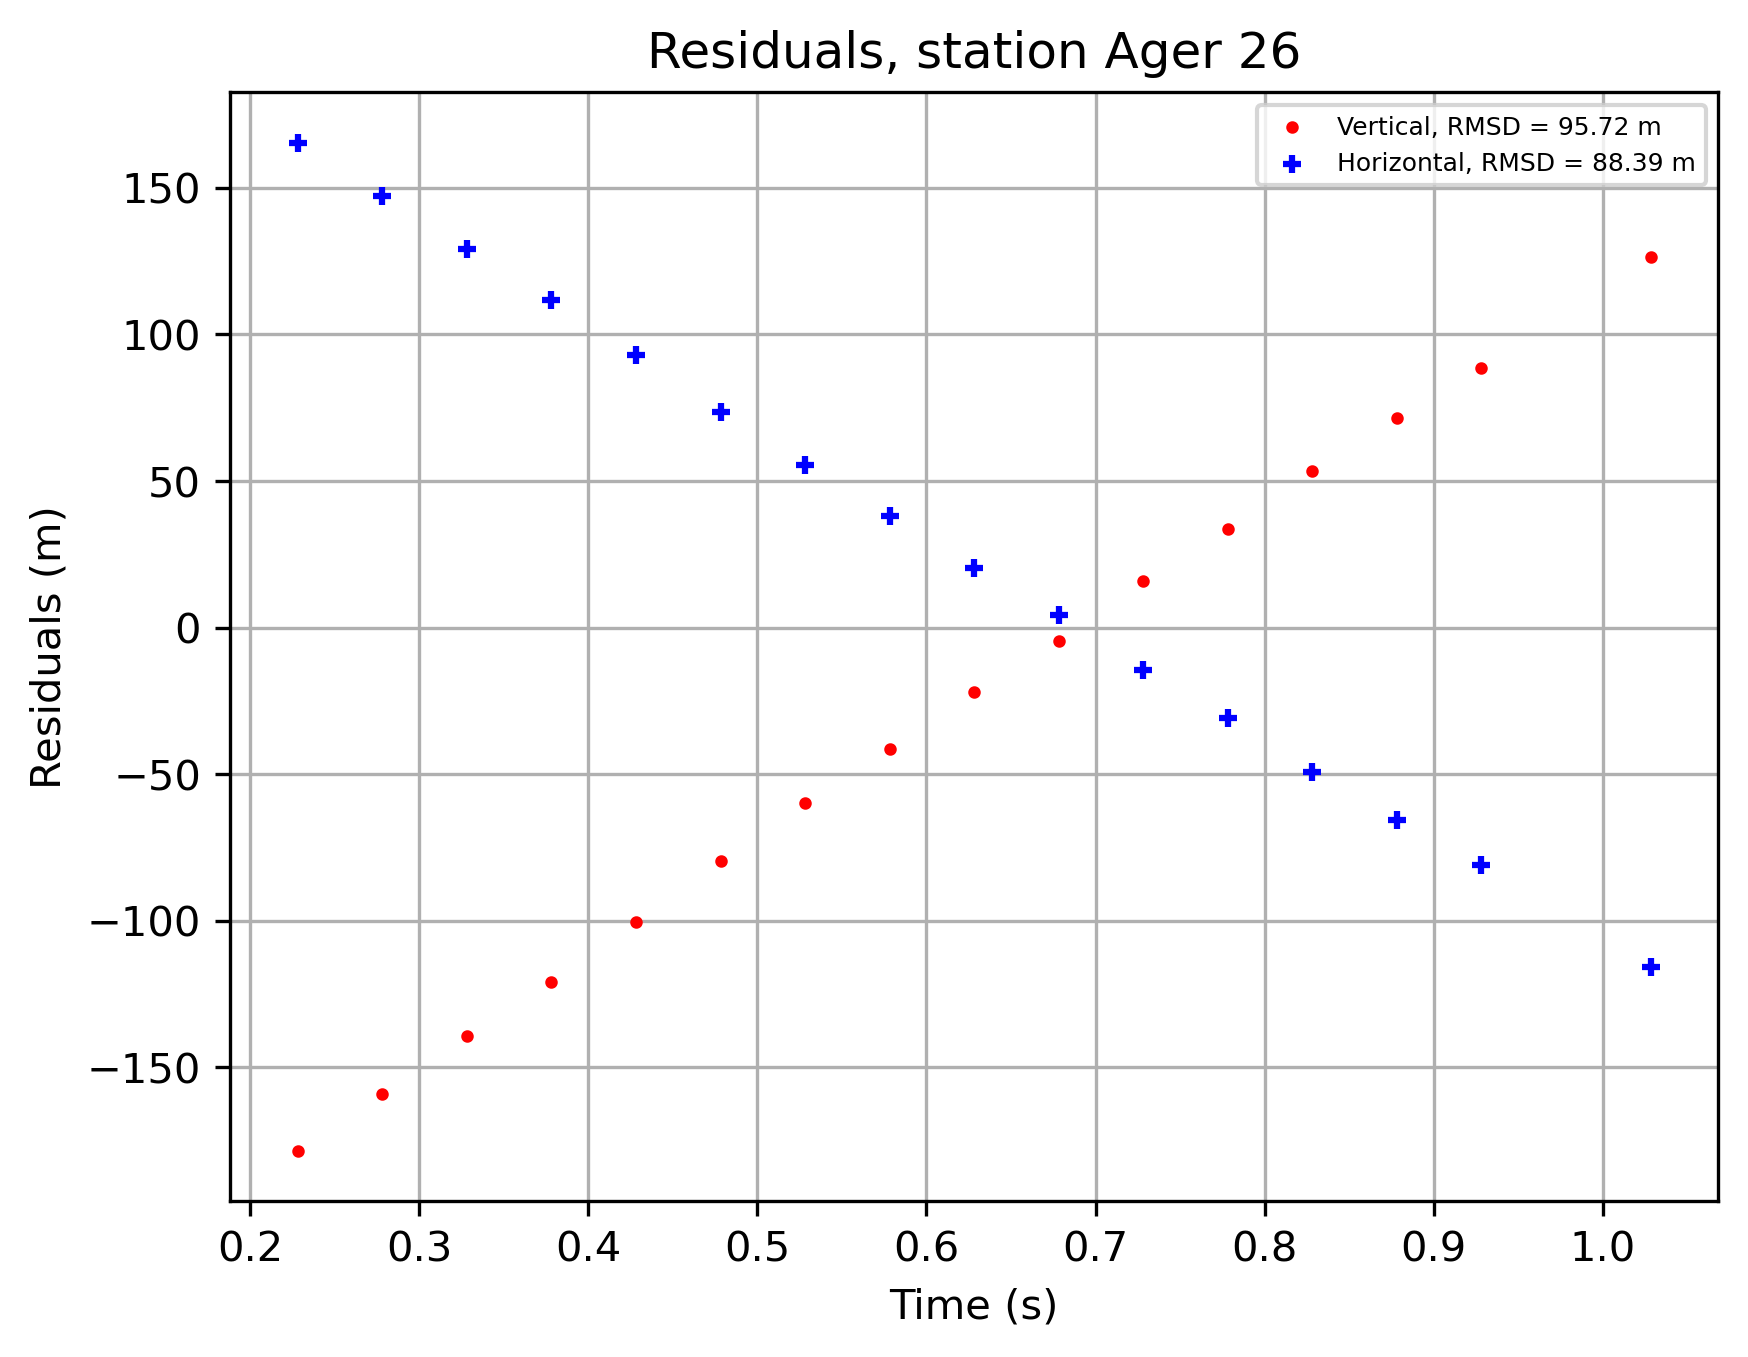 Residuals, station Ager 26
Vertical, RMSD = 95.72 m
Horizontal, RMSD = 88.39 m
Residuals (m)
150
100
50
0
−50
−100
−150
0.2 0.3 0.4 0.5 0.6 0.7 0.8 0.9 1.0
Time (s)